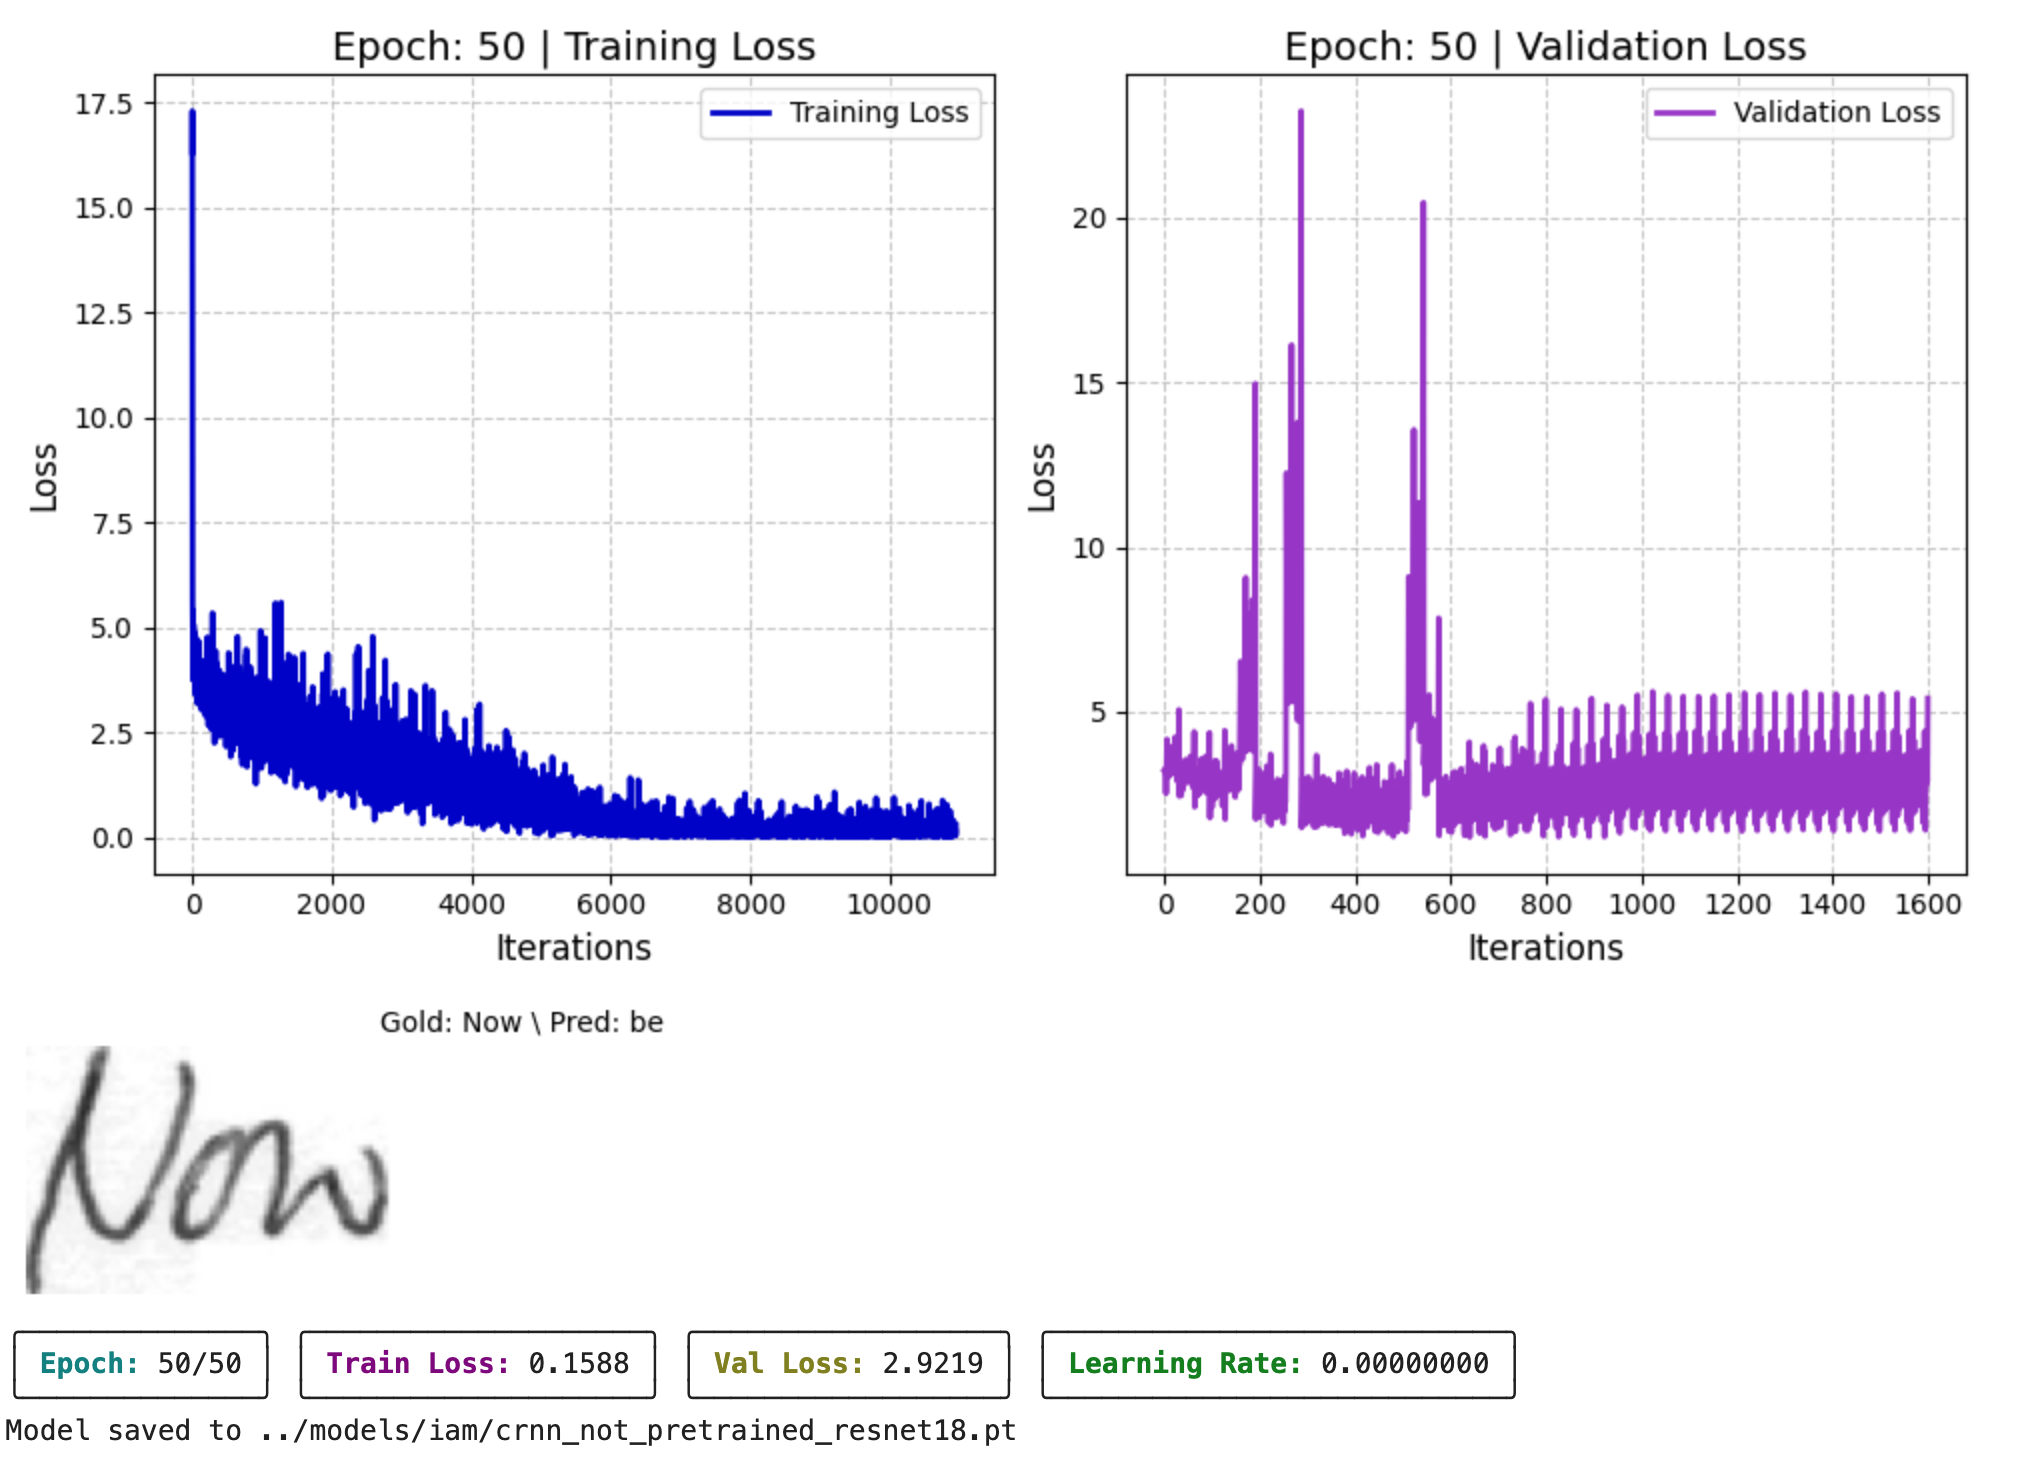 Epoch: 50 | Training Loss
Training Loss
17.5
15.0
12.5
10.0
7.5
5.0
2.5
0.0
Loss
0 2000 4000 6000 8000 10000
Iterations
Epoch: 50 | Validation Loss
Validation Loss
20
15
10
5
Loss
0 200 400 600 800 1000 1200 1400 1600
Iterations
Gold: Now \ Pred: be
Now
Epoch: 50/50 Train Loss: 0.1588 Val Loss: 2.9219 Learning Rate: 0.00000000
Model saved to ../models/iam/crnn_not_pretrained_resnet18.pt